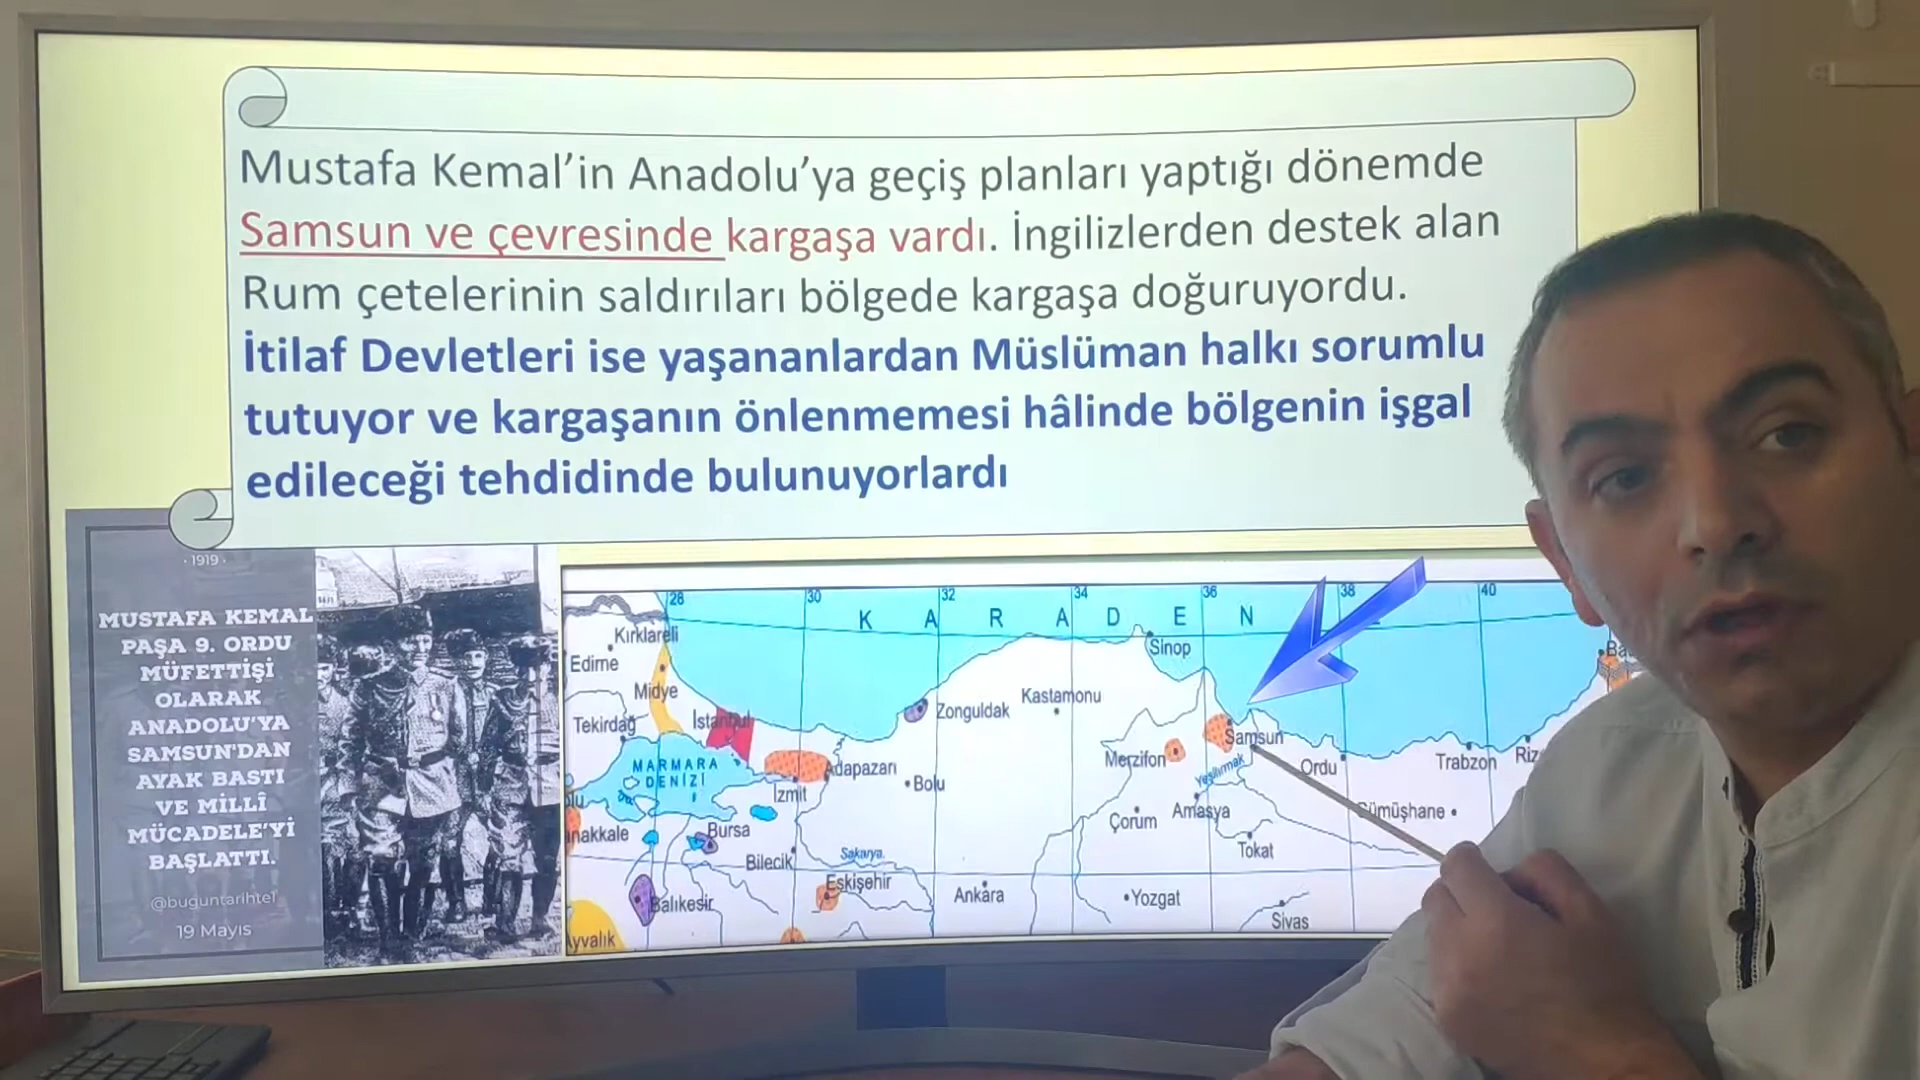 Mustafa Kemal'in Anadolu'ya geçiş planları yaptığı dönemde
Samsun ve çevresinde kargaşa vardı. İngilizlerden destek alan
Rum çetelerinin saldırıları bölgede kargaşa doğuruyordu.
İtilaf Devletleri ise yaşananlardan Müslüman halkı sorumlu
tutuyor ve kargaşanın önlenmemesi hâlinde bölgenin işgal
edileceği tehdidinde bulunuyorlardı
· 1919 ·
MUSTAFA KEMAL
PAŞA 9. ORDU
MÜFETTİŞİ
OLARAK
ANADOLU'YA
SAMSUN'DAN
AYAK BASTI
VE MİLLÎ
MÜCADELE'Yİ
BAŞLATTI.
@buguntarihte1
19 Mayıs
28 30 32 34 36 38 40
K A R A D E N
Kırklareli
Edirne
Midye
Tekirdağ
İstanbul
MARMARA
DENİZİ
İzmit
Adapazarı
Bolu
Zonguldak
Kastamonu
Sinop
Merzifon
Samsun
Yeşilırmak
Ordu
Trabzon
Gümüşhane
Çorum
Amasya
Tokat
Bursa
Bilecik
Sakarya
Eskişehir
Ankara
Yozgat
Sivas
Balıkesir